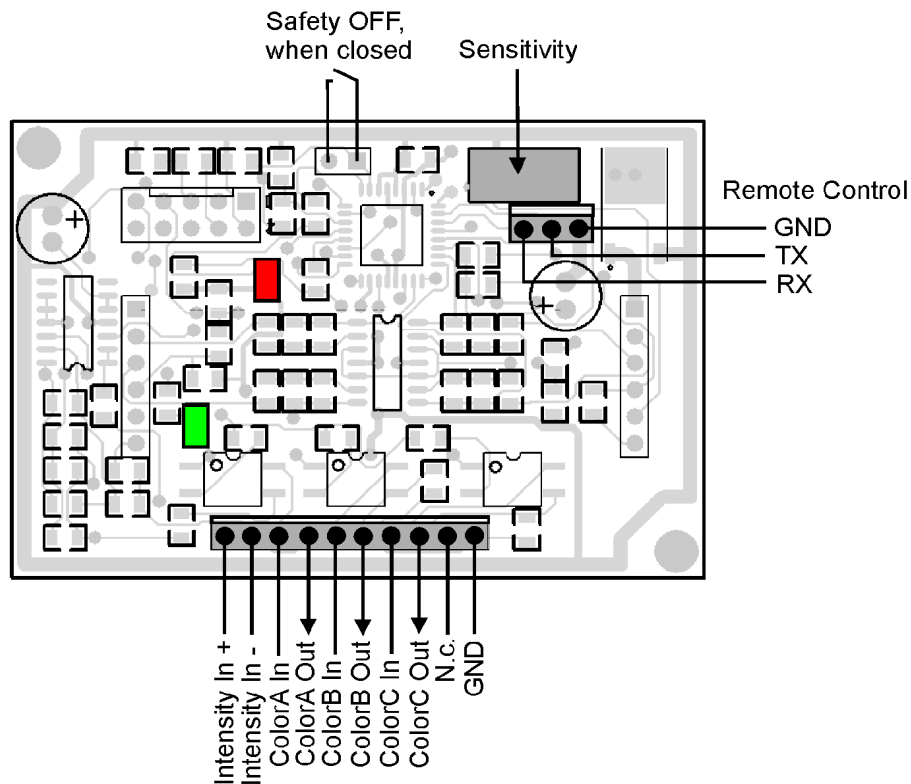 Safety OFF,
when closed
Sensitivity
Remote Control
GND
TX
RX
Intensity In +
Intensity In -
ColorA In
ColorA Out
ColorB In
ColorB Out
ColorC In
ColorC Out
N.c.
GND